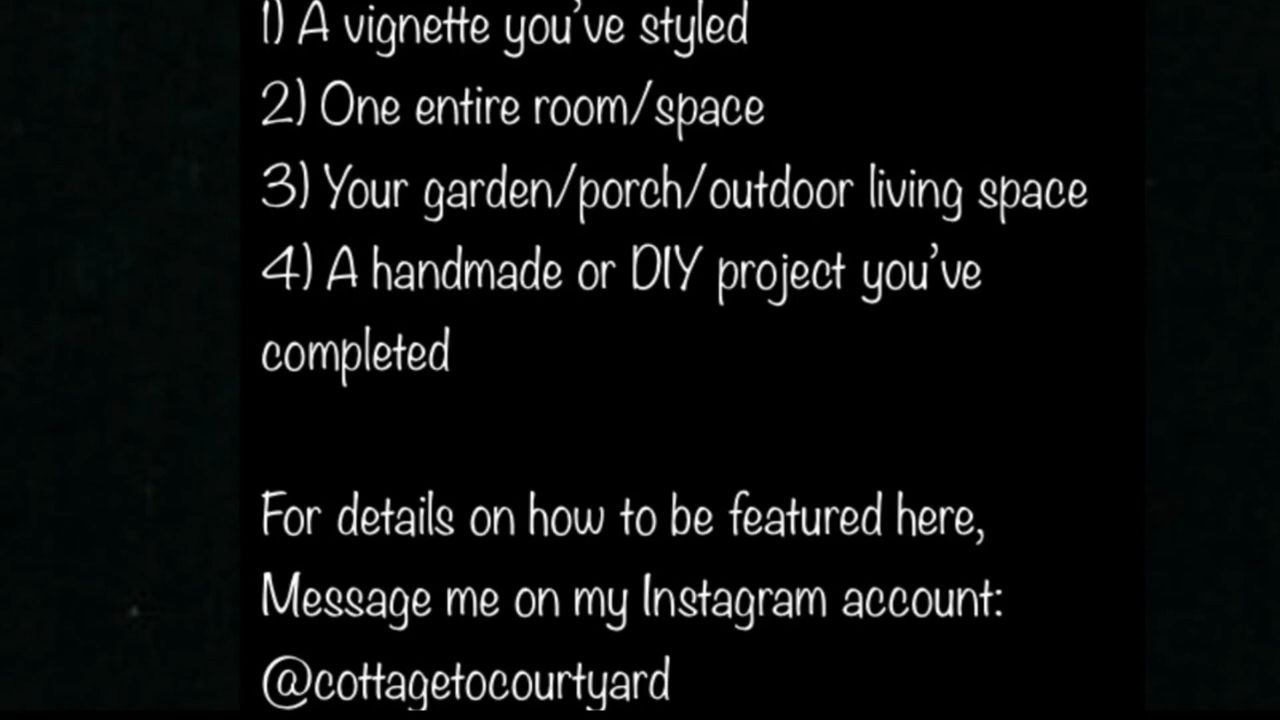 1) A vignette you've styled
2) One entire room/space
3) Your garden/porch/outdoor living space
4) A handmade or DIY project you've
completed
For details on how to be featured here,
Message me on my Instagram account:
@cottagetocourtyard